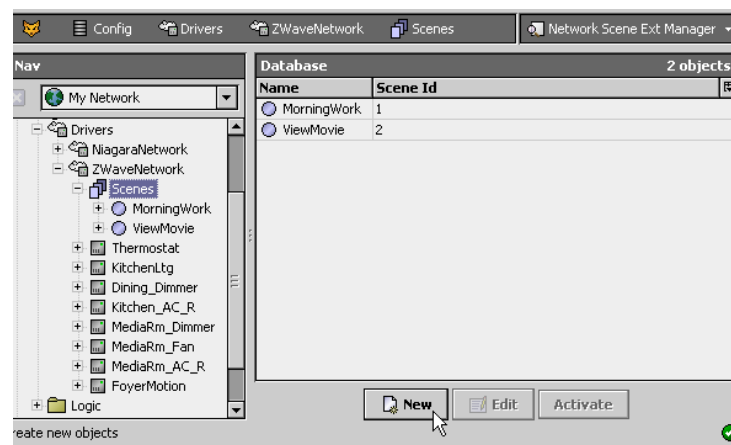 Config Drivers ZWaveNetwork Scenes Network Scene Ext Manager
Nav
My Network
Drivers
NiagaraNetwork
ZWaveNetwork
Scenes
MorningWork
ViewMovie
Thermostat
KitchenLtg
Dining_Dimmer
Kitchen_AC_R
MediaRm_Dimmer
MediaRm_Fan
MediaRm_AC_R
FoyerMotion
Logic
Database 2 objects
Name Scene Id
MorningWork 1
ViewMovie 2
New Edit Activate
reate new objects